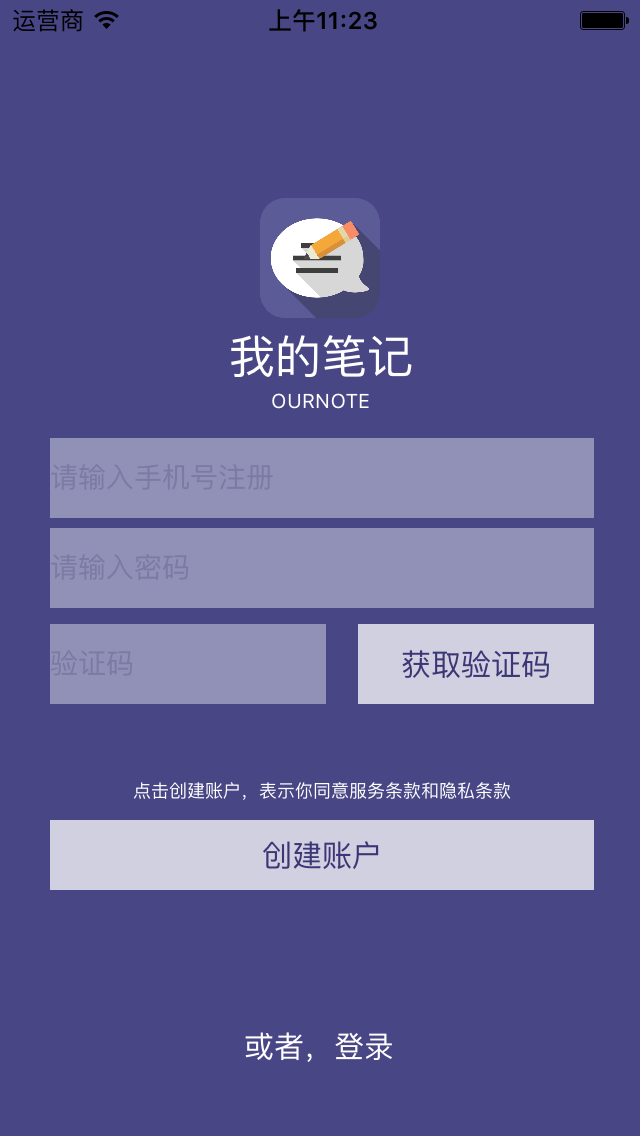 运营商 上午11:23
我的笔记
OURNOTE
请输入手机号注册
请输入密码
验证码 获取验证码
点击创建账户，表示你同意服务条款和隐私条款
创建账户
或者，登录